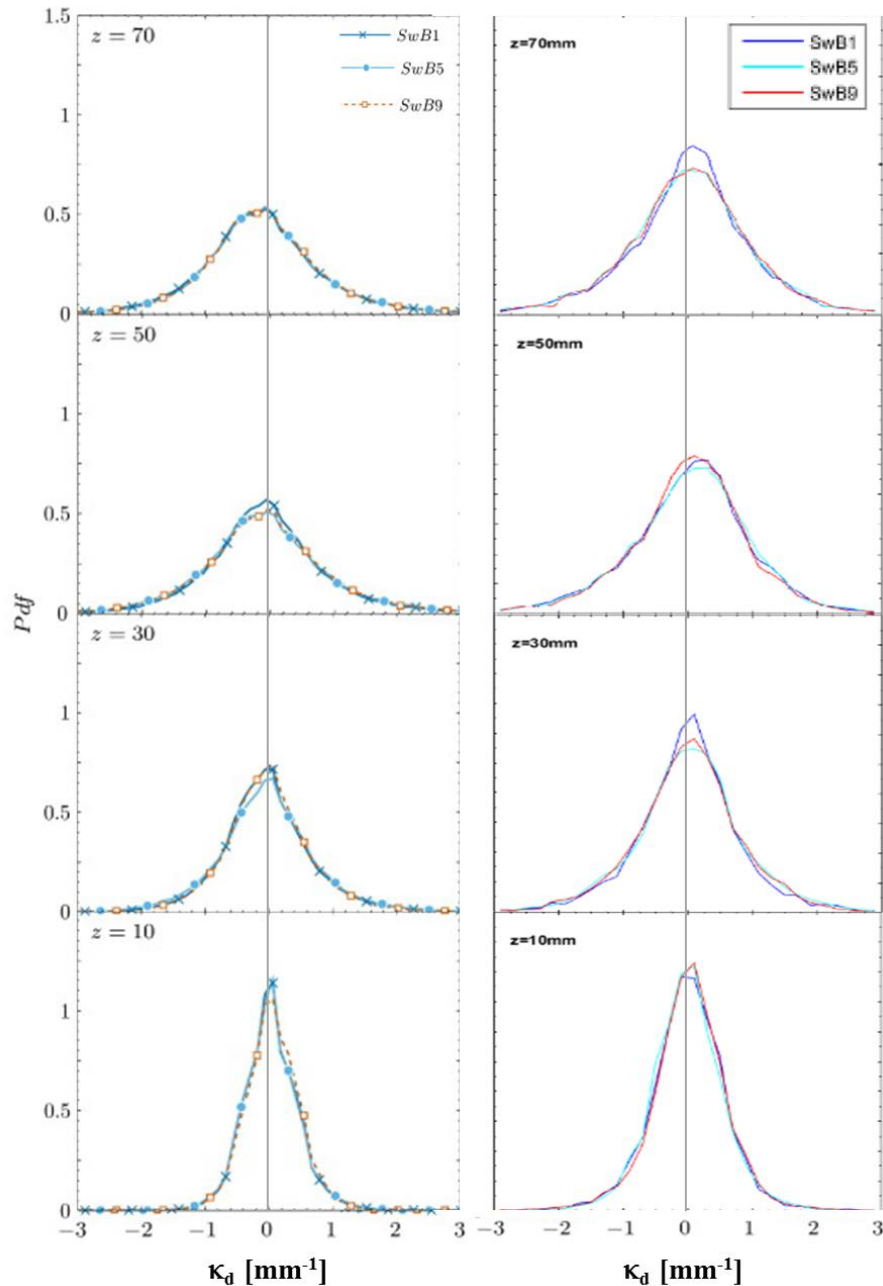 1.5
z = 70
SwB1
SwB5
SwB9
1
0.5
0
z = 50
1
0.5
0
Pdf
z = 30
1
0.5
0
z = 10
1
0.5
0
−3 −2 −1 0 1 2 3
κd [mm-1]
z=70mm
SwB1
SwB5
SwB9
z=50mm
z=30mm
z=10mm
-3 -2 -1 0 1 2 3
κd [mm-1]